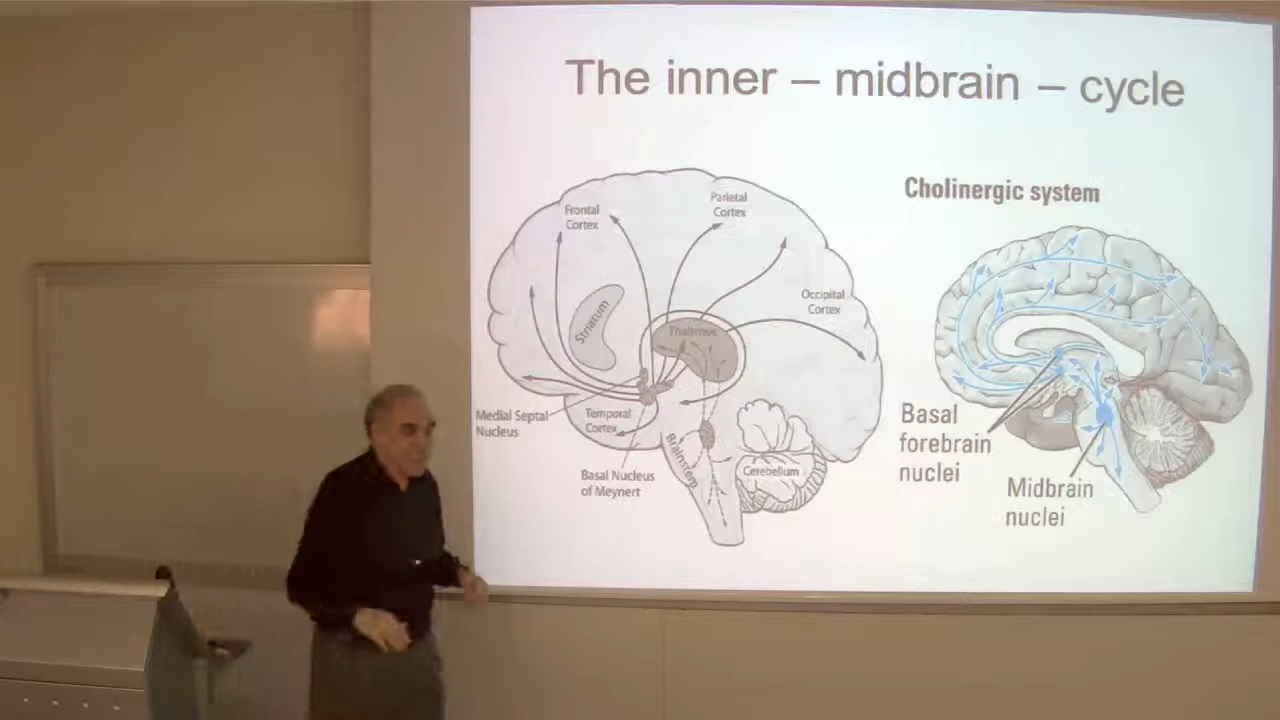 The inner – midbrain – cycle
Frontal
Cortex
Parietal
Cortex
Occipital
Cortex
Striatum
Thalamus
Medial Septal
Nucleus
Temporal
Cortex
Basal Nucleus
of Meynert
Brainstem
Cerebellum
Cholinergic system
Basal
forebrain
nuclei
Midbrain
nuclei